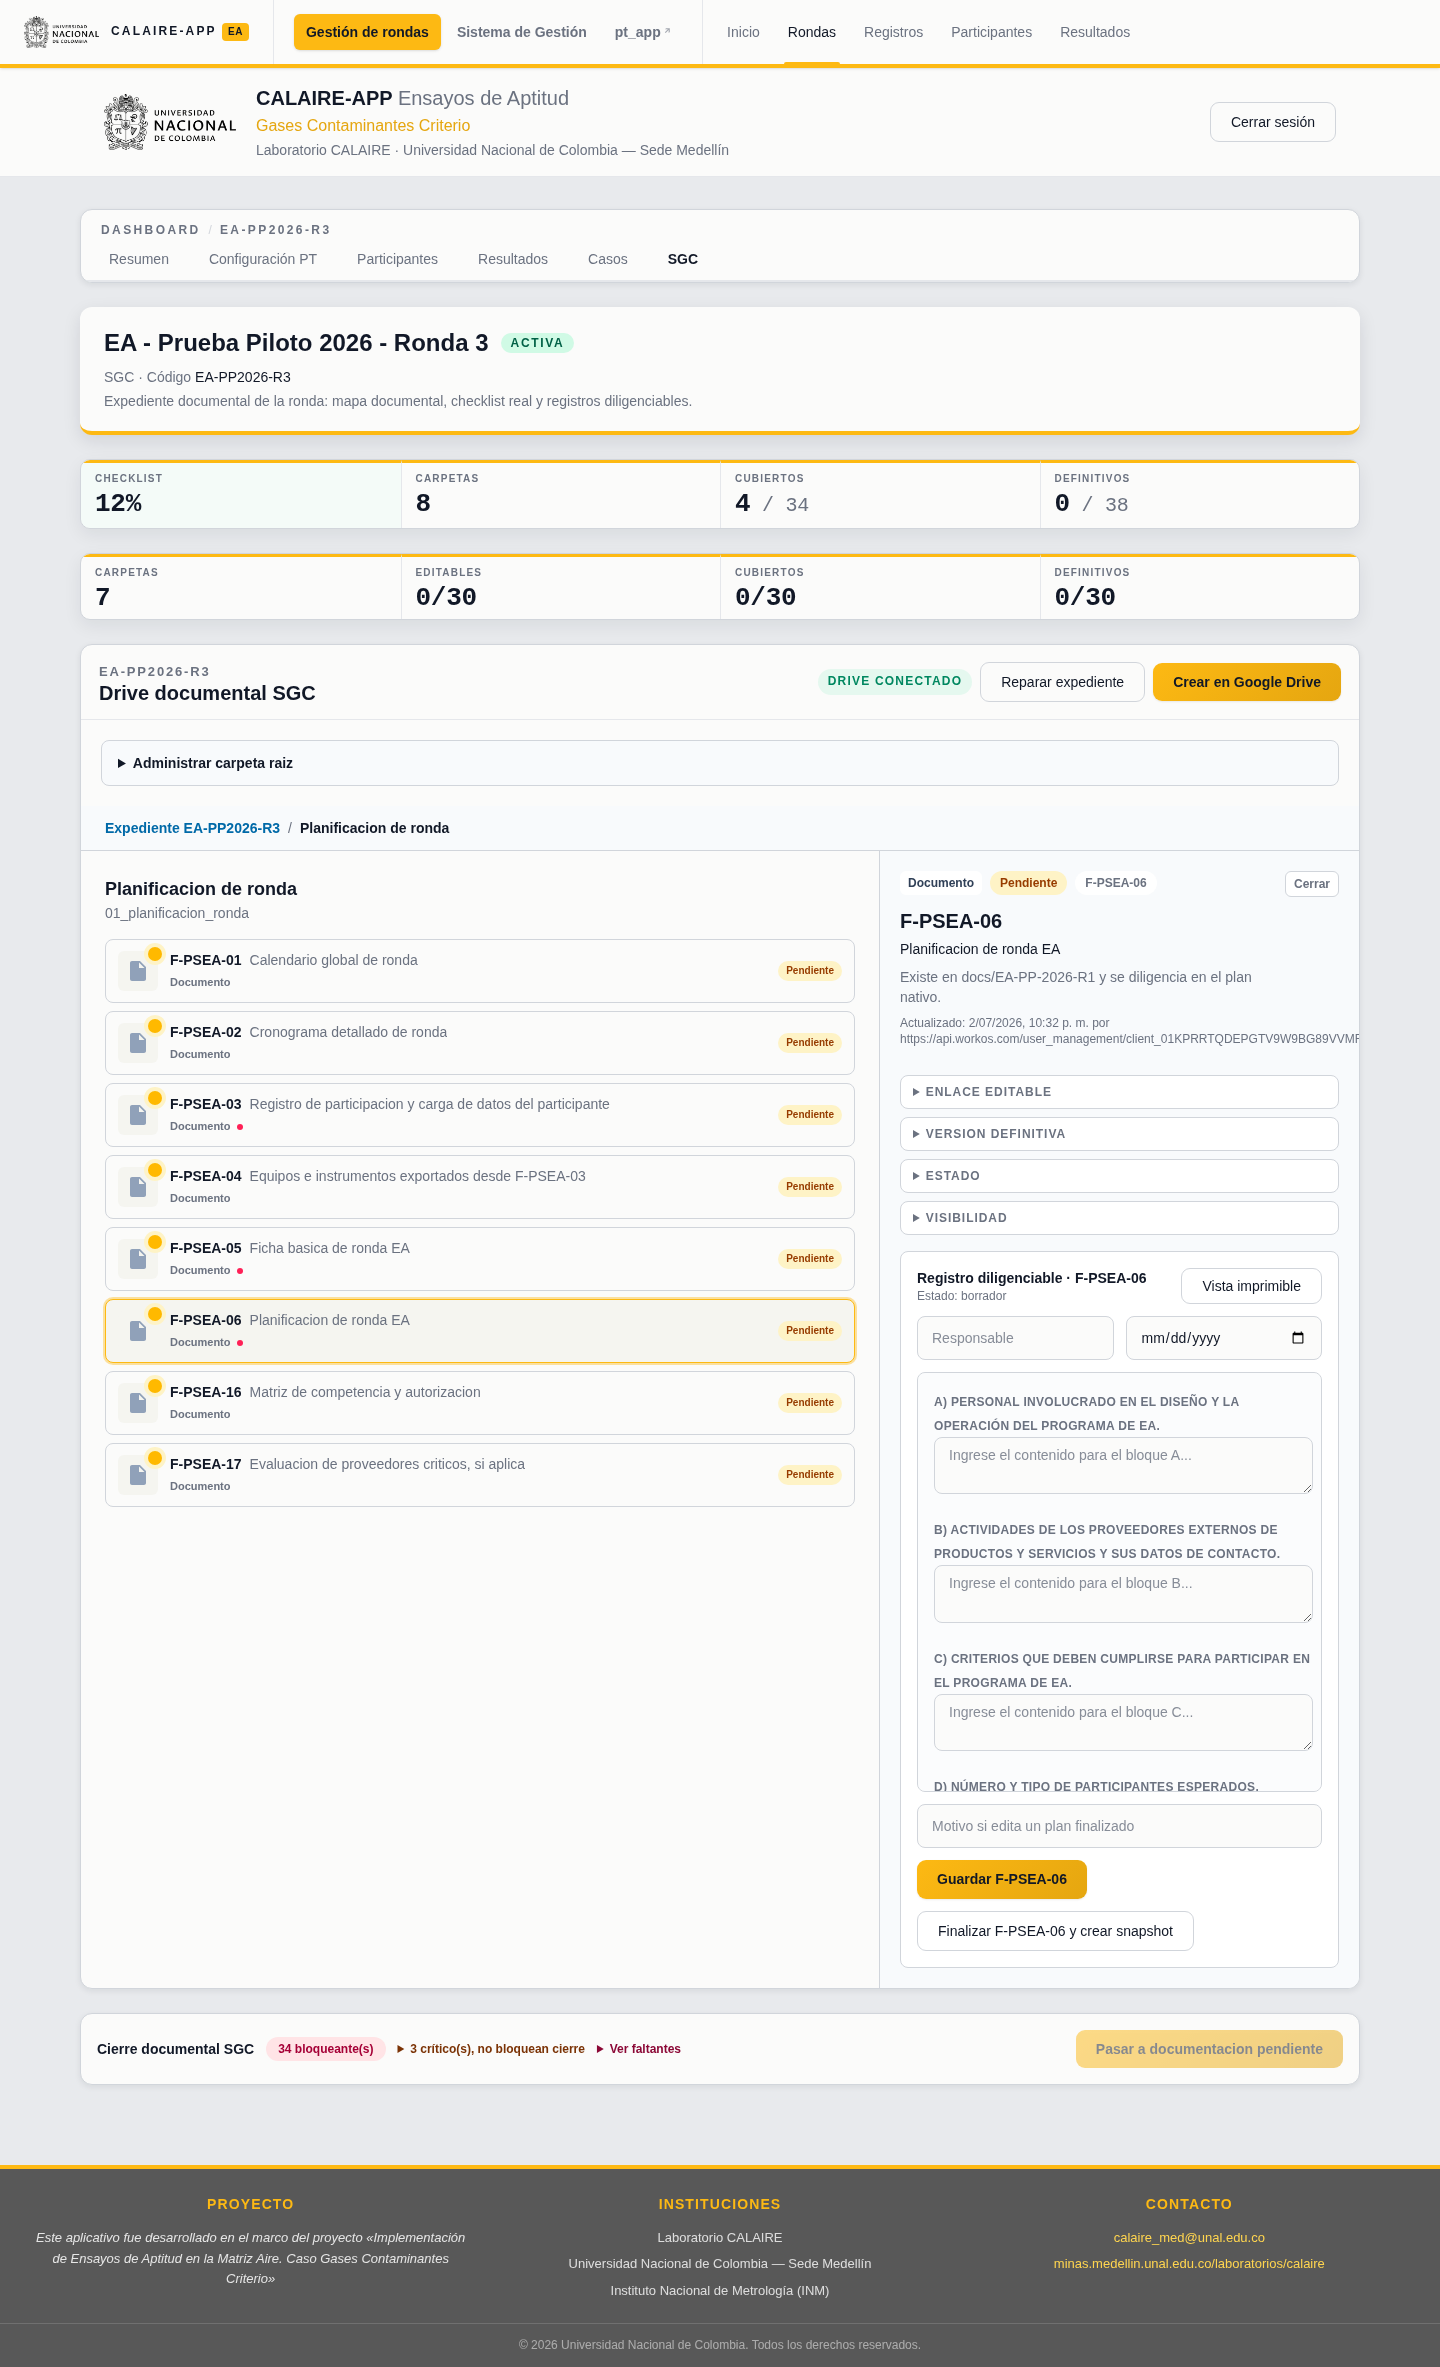 UNIVERSIDAD
NACIONAL
DE COLOMBIA
CALAIRE-APP EA
Gestión de rondas
Sistema de Gestión
pt_app ↗
Inicio
Rondas
Registros
Participantes
Resultados
UNIVERSIDAD
NACIONAL
DE COLOMBIA
CALAIRE-APP Ensayos de Aptitud
Gases Contaminantes Criterio
Laboratorio CALAIRE · Universidad Nacional de Colombia — Sede Medellín
Cerrar sesión
DASHBOARD / EA-PP2026-R3
Resumen
Configuración PT
Participantes
Resultados
Casos
SGC
EA - Prueba Piloto 2026 - Ronda 3 ACTIVA
SGC · Código EA-PP2026-R3
Expediente documental de la ronda: mapa documental, checklist real y registros diligenciables.
CHECKLIST
12%
CARPETAS
8
CUBIERTOS
4 / 34
DEFINITIVOS
0 / 38
CARPETAS
7
EDITABLES
0/30
CUBIERTOS
0/30
DEFINITIVOS
0/30
EA-PP2026-R3
Drive documental SGC
DRIVE CONECTADO
Reparar expediente
Crear en Google Drive
Administrar carpeta raiz
Expediente EA-PP2026-R3 / Planificacion de ronda
Planificacion de ronda
01_planificacion_ronda
F-PSEA-01 Calendario global de ronda
Documento
Pendiente
F-PSEA-02 Cronograma detallado de ronda
Documento
Pendiente
F-PSEA-03 Registro de participacion y carga de datos del participante
Documento
Pendiente
F-PSEA-04 Equipos e instrumentos exportados desde F-PSEA-03
Documento
Pendiente
F-PSEA-05 Ficha basica de ronda EA
Documento
Pendiente
F-PSEA-06 Planificacion de ronda EA
Documento
Pendiente
F-PSEA-16 Matriz de competencia y autorizacion
Documento
Pendiente
F-PSEA-17 Evaluacion de proveedores criticos, si aplica
Documento
Pendiente
Documento Pendiente F-PSEA-06
Cerrar
F-PSEA-06
Planificacion de ronda EA
Existe en docs/EA-PP-2026-R1 y se diligencia en el plan
nativo.
Actualizado: 2/07/2026, 10:32 p. m. por
https://api.workos.com/user_management/client_01KPRRTQDEPGTV9W9BG89VVMF
ENLACE EDITABLE
VERSION DEFINITIVA
ESTADO
VISIBILIDAD
Registro diligenciable · F-PSEA-06
Estado: borrador
Vista imprimible
Responsable
mm/dd/yyyy
A) PERSONAL INVOLUCRADO EN EL DISEÑO Y LA
OPERACIÓN DEL PROGRAMA DE EA.
Ingrese el contenido para el bloque A...
B) ACTIVIDADES DE LOS PROVEEDORES EXTERNOS DE
PRODUCTOS Y SERVICIOS Y SUS DATOS DE CONTACTO.
Ingrese el contenido para el bloque B...
C) CRITERIOS QUE DEBEN CUMPLIRSE PARA PARTICIPAR EN
EL PROGRAMA DE EA.
Ingrese el contenido para el bloque C...
D) NÚMERO Y TIPO DE PARTICIPANTES ESPERADOS.
Motivo si edita un plan finalizado
Guardar F-PSEA-06
Finalizar F-PSEA-06 y crear snapshot
Cierre documental SGC
34 bloqueante(s)
3 crítico(s), no bloquean cierre
Ver faltantes
Pasar a documentacion pendiente
PROYECTO
Este aplicativo fue desarrollado en el marco del proyecto «Implementación
de Ensayos de Aptitud en la Matriz Aire. Caso Gases Contaminantes
Criterio»
INSTITUCIONES
Laboratorio CALAIRE
Universidad Nacional de Colombia — Sede Medellín
Instituto Nacional de Metrología (INM)
CONTACTO
calaire_med@unal.edu.co
minas.medellin.unal.edu.co/laboratorios/calaire
© 2026 Universidad Nacional de Colombia. Todos los derechos reservados.